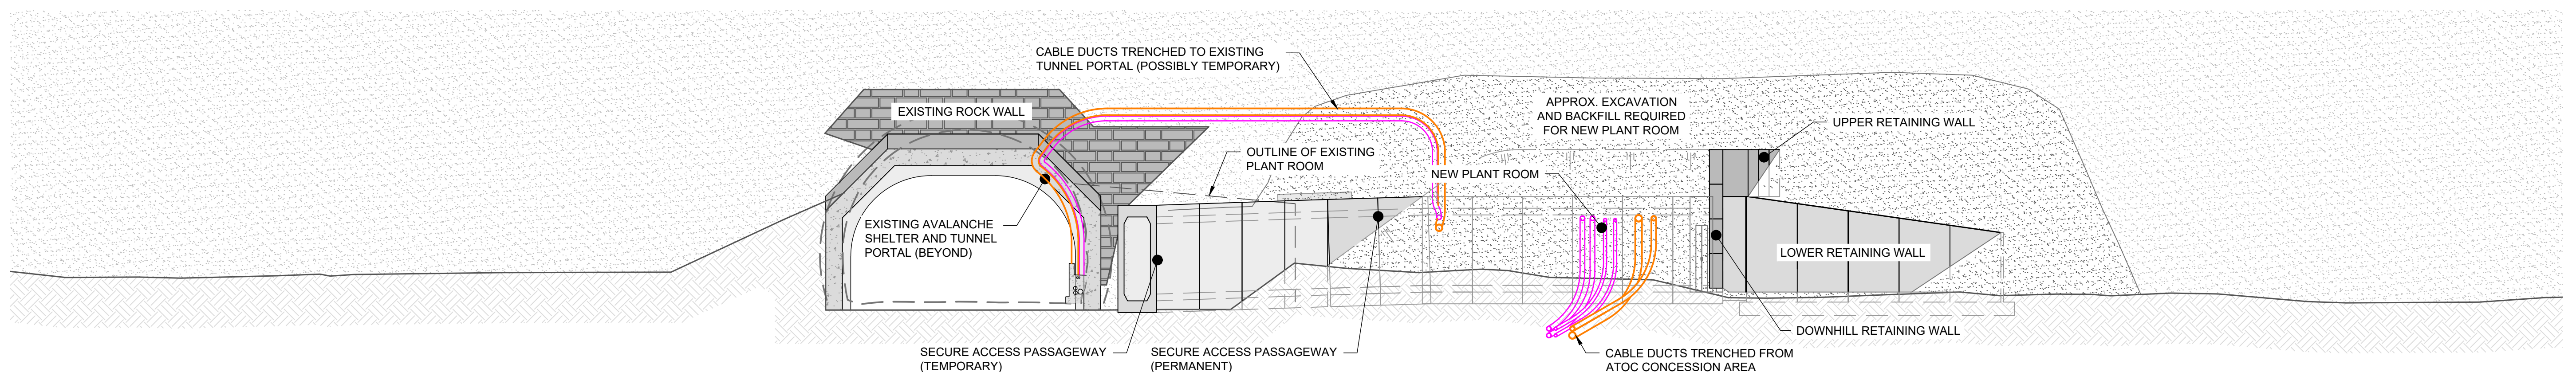 CABLE DUCTS TRENCHED TO EXISTING
TUNNEL PORTAL (POSSIBLY TEMPORARY)
EXISTING ROCK WALL
APPROX. EXCAVATION
AND BACKFILL REQUIRED
FOR NEW PLANT ROOM
UPPER RETAINING WALL
OUTLINE OF EXISTING
PLANT ROOM
NEW PLANT ROOM
EXISTING AVALANCHE
SHELTER AND TUNNEL
PORTAL (BEYOND)
LOWER RETAINING WALL
DOWNHILL RETAINING WALL
SECURE ACCESS PASSAGEWAY
(TEMPORARY)
SECURE ACCESS PASSAGEWAY
(PERMANENT)
CABLE DUCTS TRENCHED FROM
ATOC CONCESSION AREA